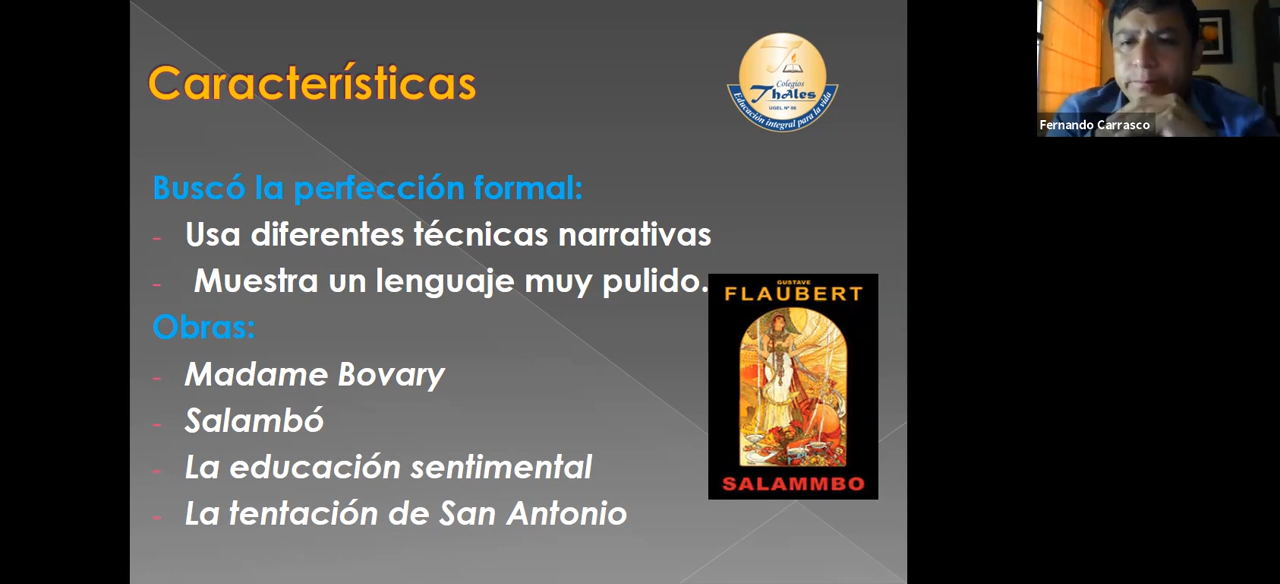 Características
Colegios
Thales
UGEL Nº 06
Educación integral para la vida
Fernando Carrasco
Buscó la perfección formal:
- Usa diferentes técnicas narrativas
- Muestra un lenguaje muy pulido.
Obras:
- Madame Bovary
- Salambó
- La educación sentimental
- La tentación de San Antonio
GUSTAVE
FLAUBERT
SALAMMBO